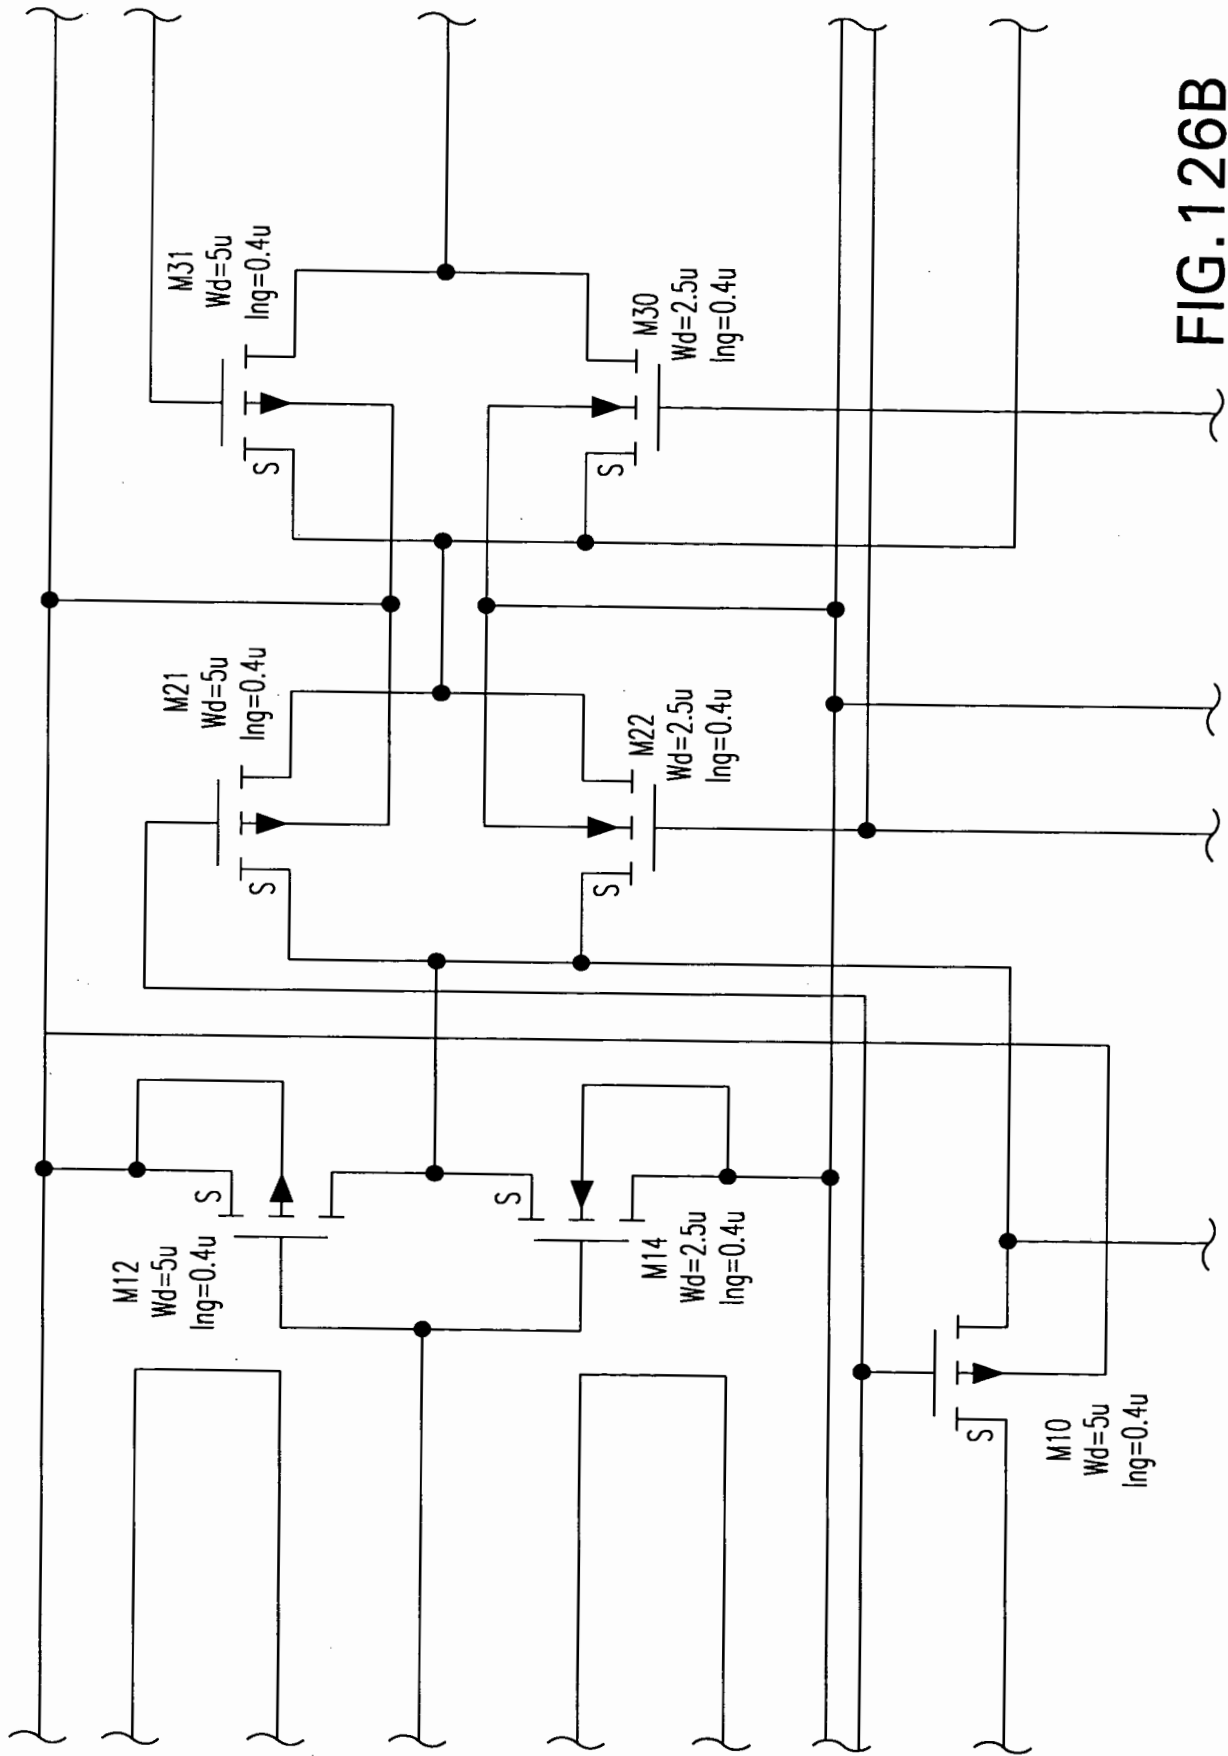 M31
Wd=5u
lng=0.4u
M30
Wd=2.5u
lng=0.4u
S
S
M21
Wd=5u
lng=0.4u
M22
Wd=2.5u
lng=0.4u
S
S
M12
Wd=5u
lng=0.4u
S
M14
Wd=2.5u
lng=0.4u
S
M10
Wd=5u
lng=0.4u
S
FIG.126B